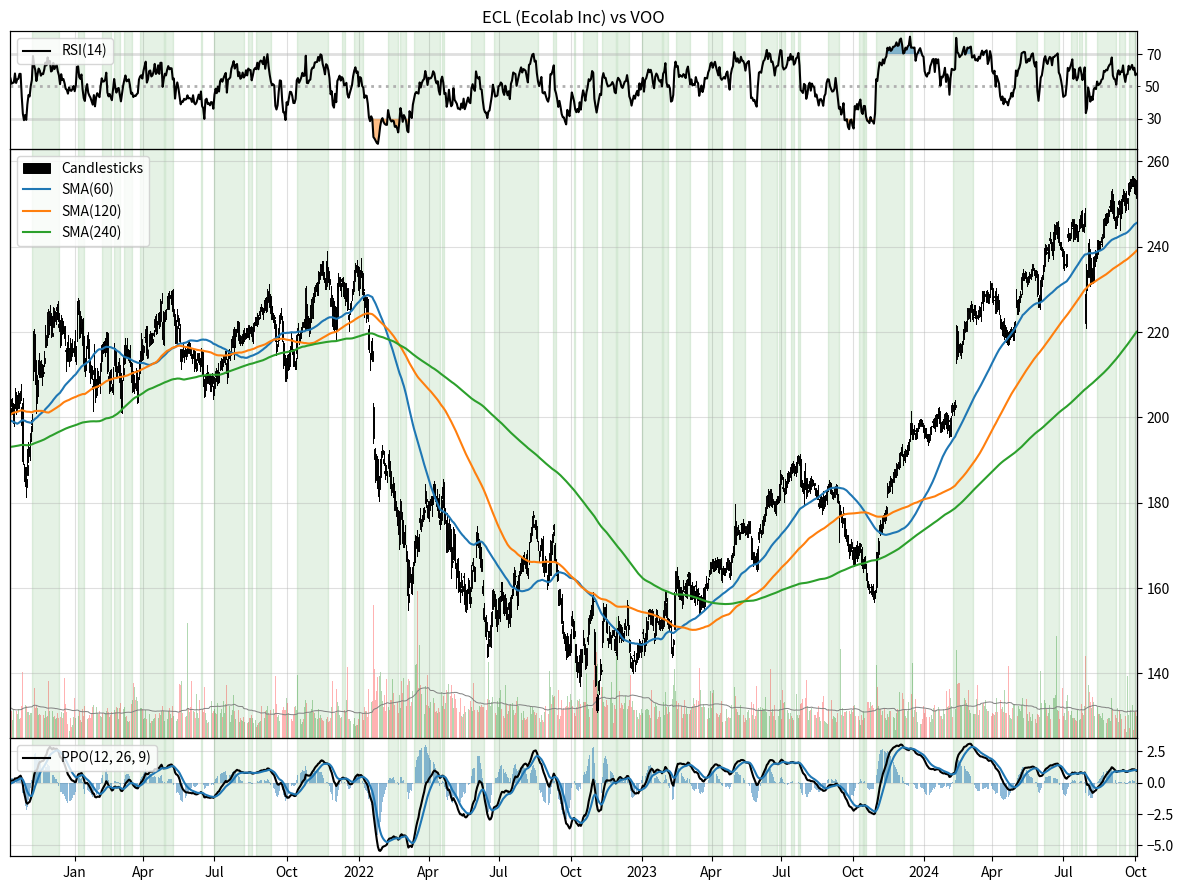 ECL (Ecolab Inc) vs VOO
RSI(14)
70
50
30
Candlesticks
SMA(60)
SMA(120)
SMA(240)
260
240
220
200
180
160
140
PPO(12, 26, 9)
2.5
0.0
−2.5
−5.0
Jan Apr Jul Oct 2022 Apr Jul Oct 2023 Apr Jul Oct 2024 Apr Jul Oct